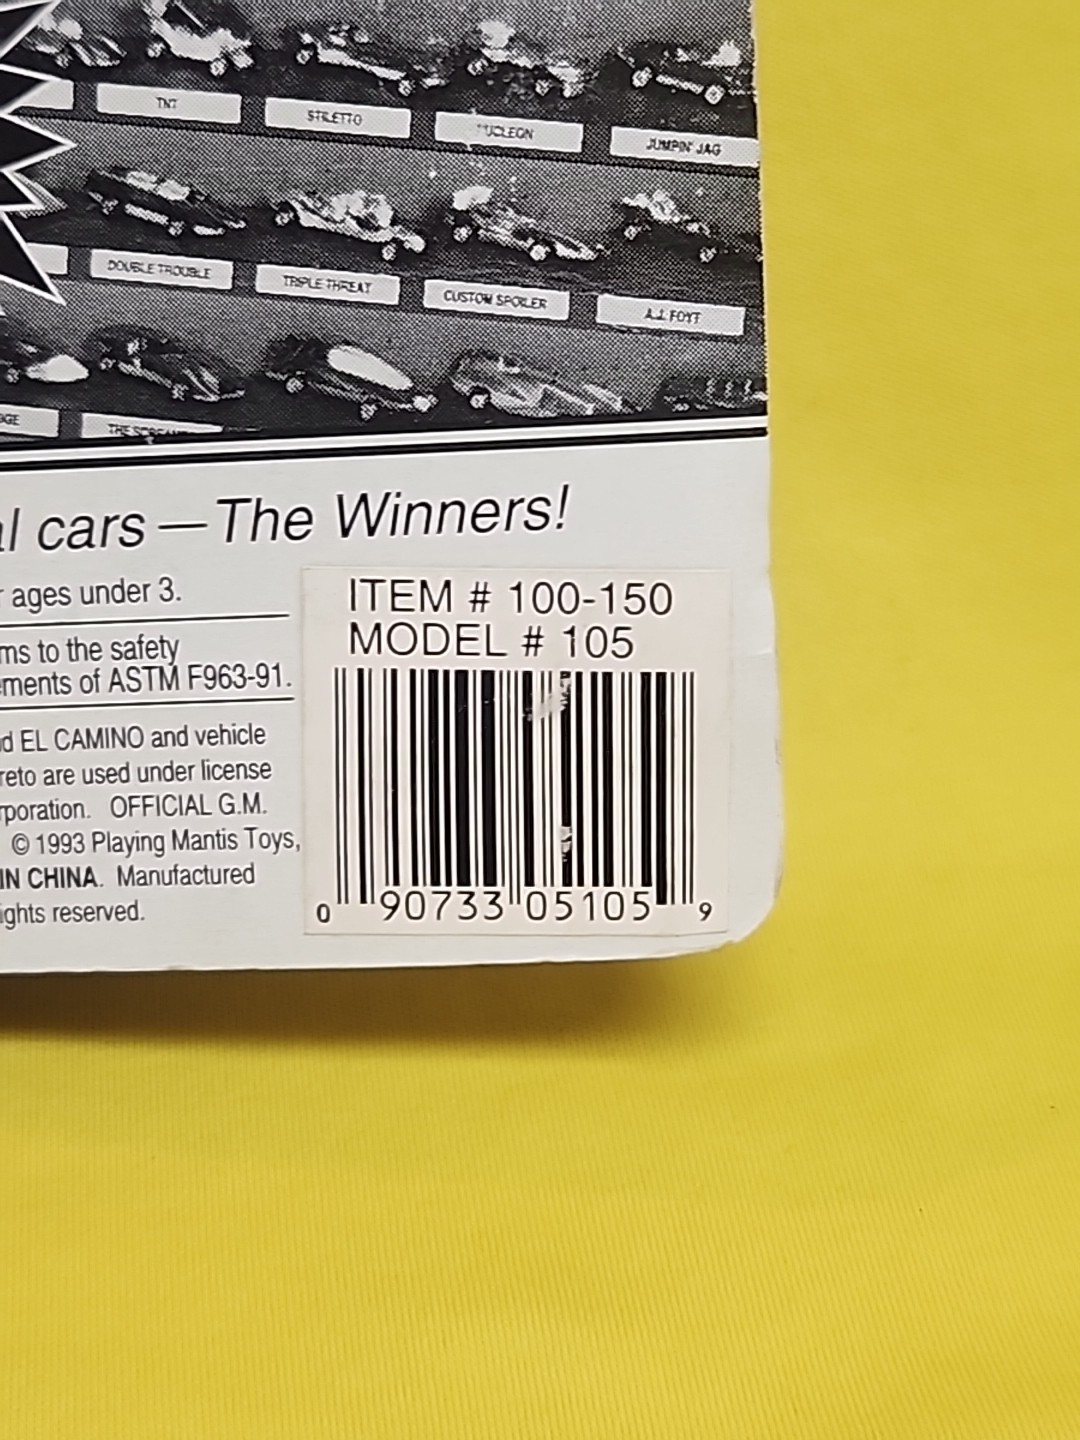 TNT
STILETTO
NUCLEON
JUMPIN' JAG
DOUBLE TROUBLE
TRIPLE THREAT
CUSTOM SPOILER
A.J. FOYT
al cars — The Winners!
r ages under 3.
ms to the safety
ements of ASTM F963-91.
d EL CAMINO and vehicle
reto are used under license
rporation. OFFICIAL G.M.
© 1993 Playing Mantis Toys,
IN CHINA. Manufactured
ights reserved.
ITEM # 100-150
MODEL # 105
0 90733 05105 9